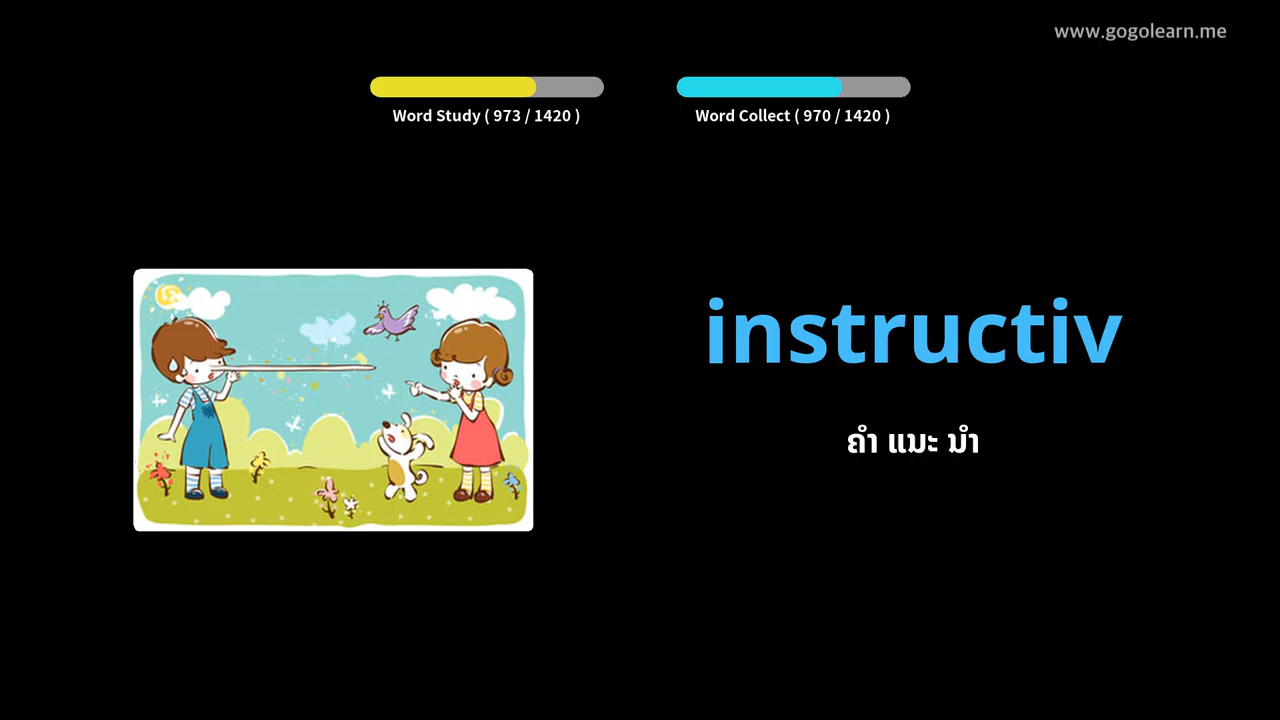 www.gogolearn.me
Word Study ( 973 / 1420 )
Word Collect ( 970 / 1420 )
instructiv
ຄຳ ແນະ ນຳ